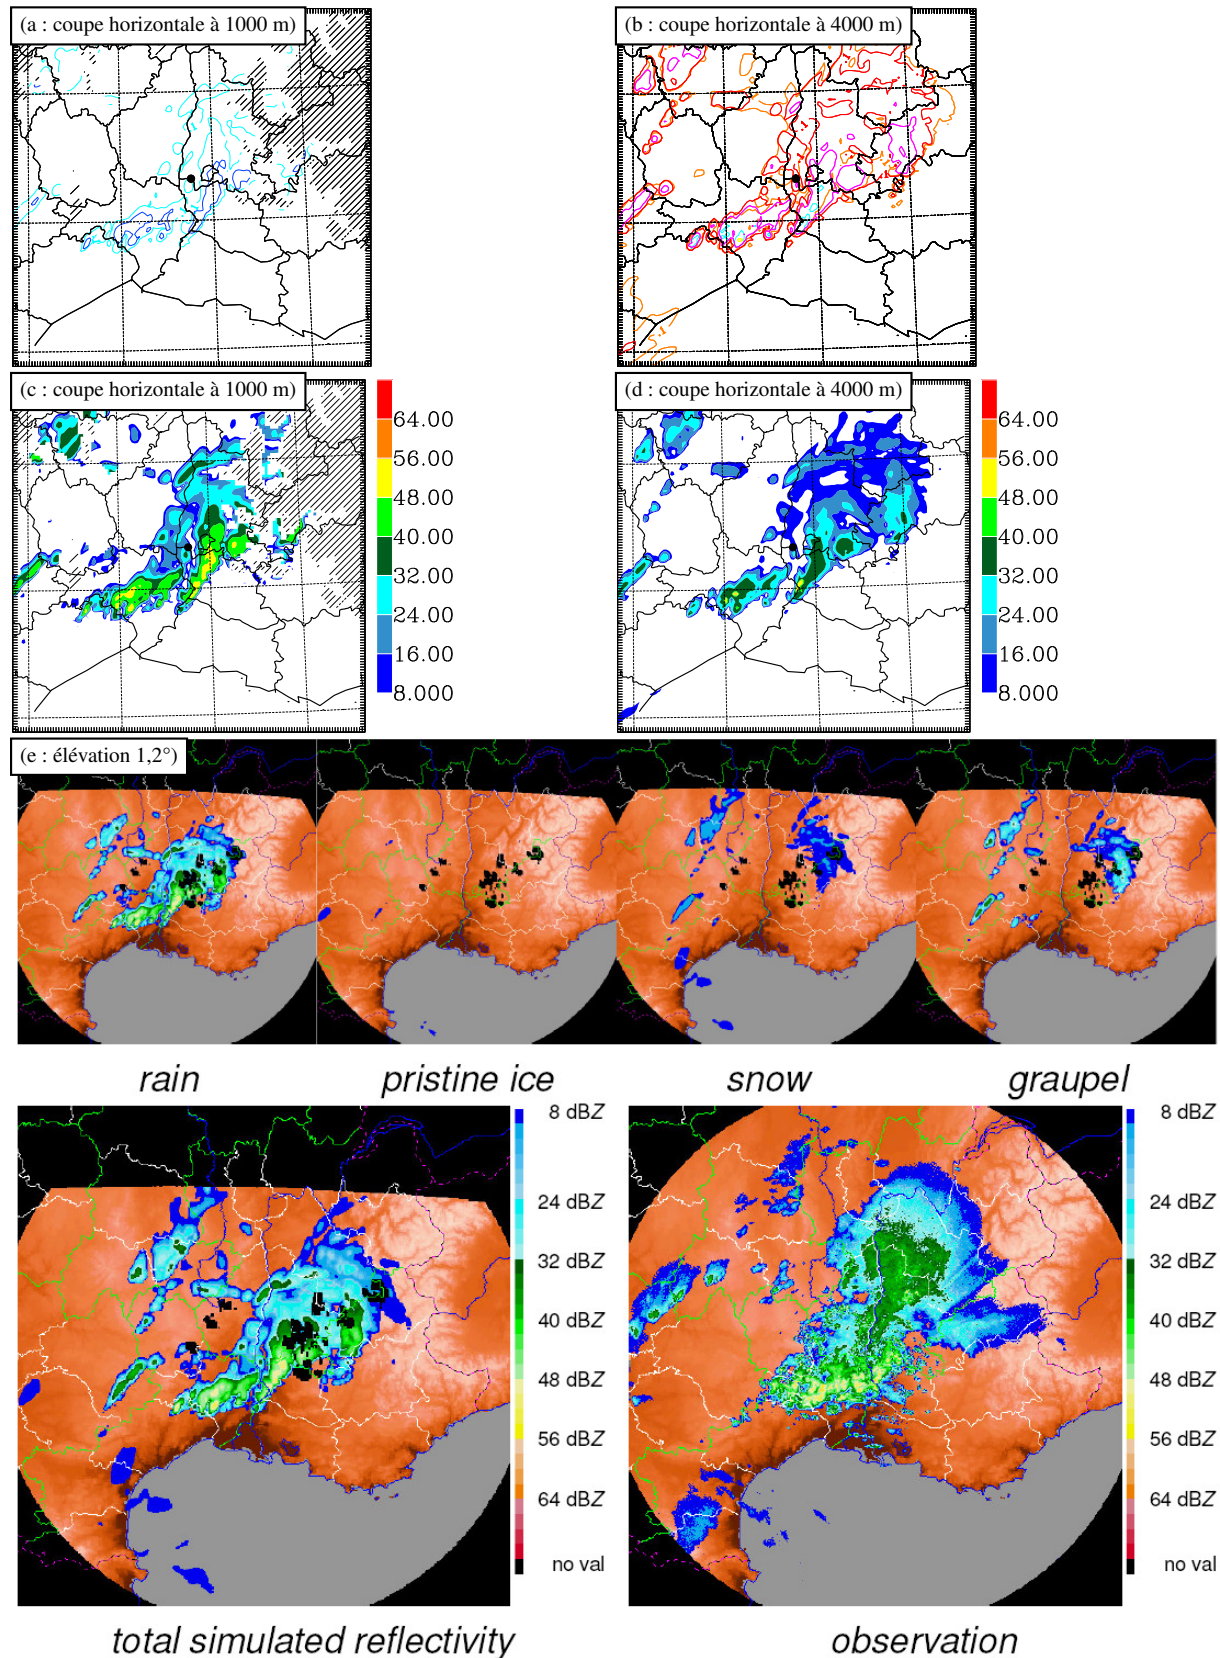 (a : coupe horizontale à 1000 m)
(b : coupe horizontale à 4000 m)
(c : coupe horizontale à 1000 m)
64.00
56.00
48.00
40.00
32.00
24.00
16.00
8.000
(d : coupe horizontale à 4000 m)
64.00
56.00
48.00
40.00
32.00
24.00
16.00
8.000
(e : élévation 1,2°)
rain
pristine ice
snow
graupel
8 dBZ
24 dBZ
32 dBZ
40 dBZ
48 dBZ
56 dBZ
64 dBZ
no val
8 dBZ
24 dBZ
32 dBZ
40 dBZ
48 dBZ
56 dBZ
64 dBZ
no val
total simulated reflectivity
observation